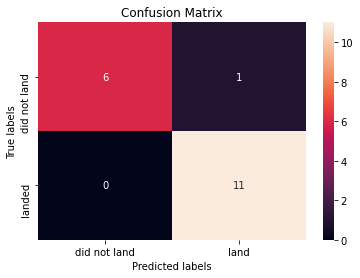 Confusion Matrix
True labels
did not land
landed
6
1
0
11
did not land
land
Predicted labels
10
8
6
4
2
0